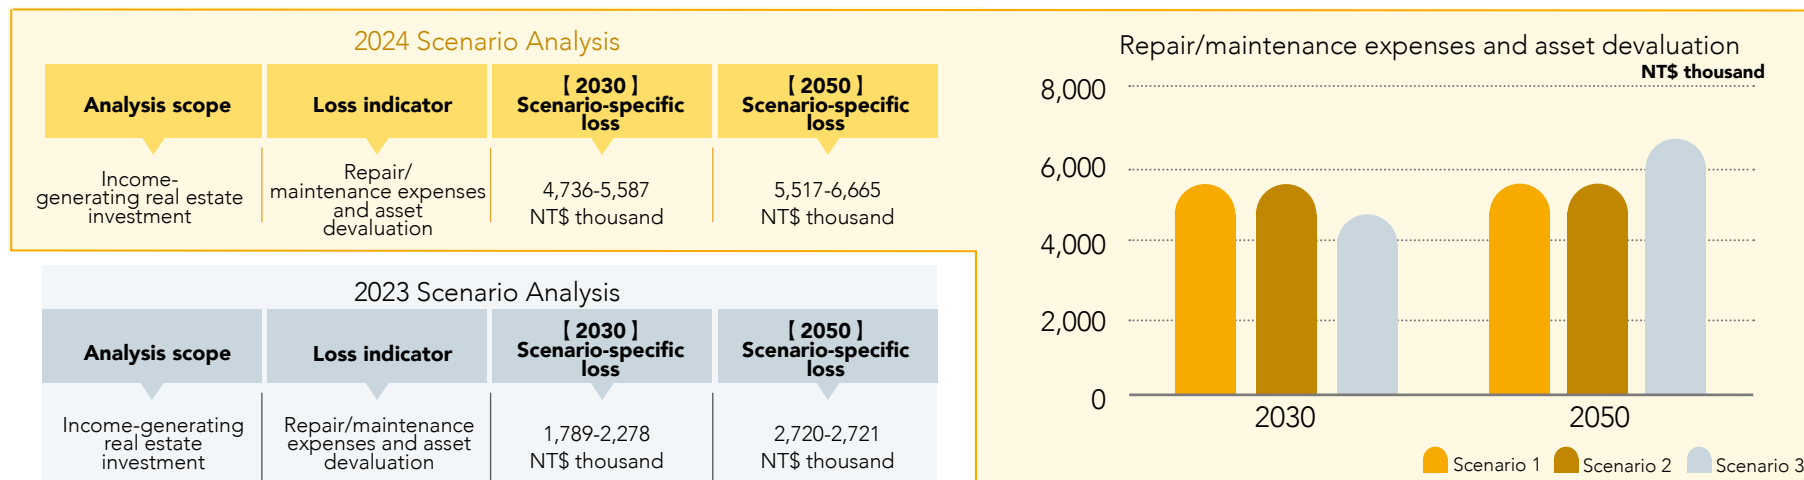 2024 Scenario Analysis
Analysis scope
Loss indicator
【2030】
Scenario-specific
loss
【2050】
Scenario-specific
loss
Income-
generating real estate
investment
Repair/
maintenance expenses
and asset
devaluation
4,736-5,587
NT$ thousand
5,517-6,665
NT$ thousand
2023 Scenario Analysis
Analysis scope
Loss indicator
【2030】
Scenario-specific
loss
【2050】
Scenario-specific
loss
Income-generating
real estate
investment
Repair/maintenance
expenses and asset
devaluation
1,789-2,278
NT$ thousand
2,720-2,721
NT$ thousand
Repair/maintenance expenses and asset devaluation
NT$ thousand
8,000
6,000
4,000
2,000
0
2030
2050
Scenario 1
Scenario 2
Scenario 3